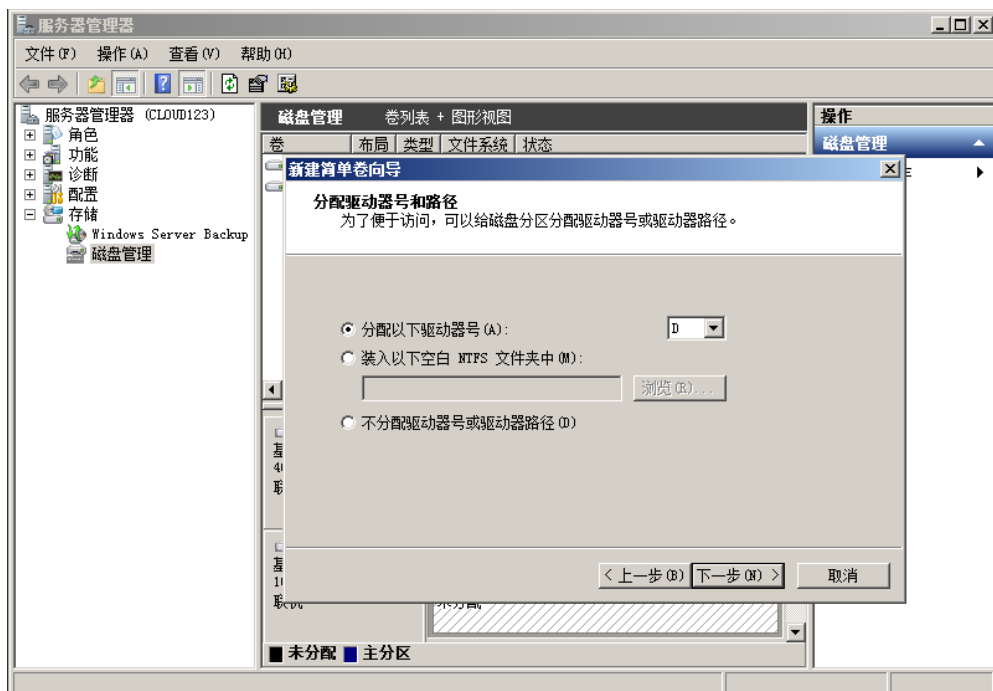 服务器管理器
文件(F) 操作(A) 查看(V) 帮助(H)
服务器管理器 (CLOUD123)
角色
功能
诊断
配置
存储
Windows Server Backup
磁盘管理
磁盘管理 卷列表 + 图形视图
卷 布局 类型 文件系统 状态
操作
磁盘管理
新建简单卷向导
分配驱动器号和路径
为了便于访问,可以给磁盘分区分配驱动器号或驱动器路径。
分配以下驱动器号(A): D
装入以下空白 NTFS 文件夹中(M):
浏览(R)...
不分配驱动器号或驱动器路径(D)
< 上一步(B) 下一步(N) > 取消
未分配 主分区